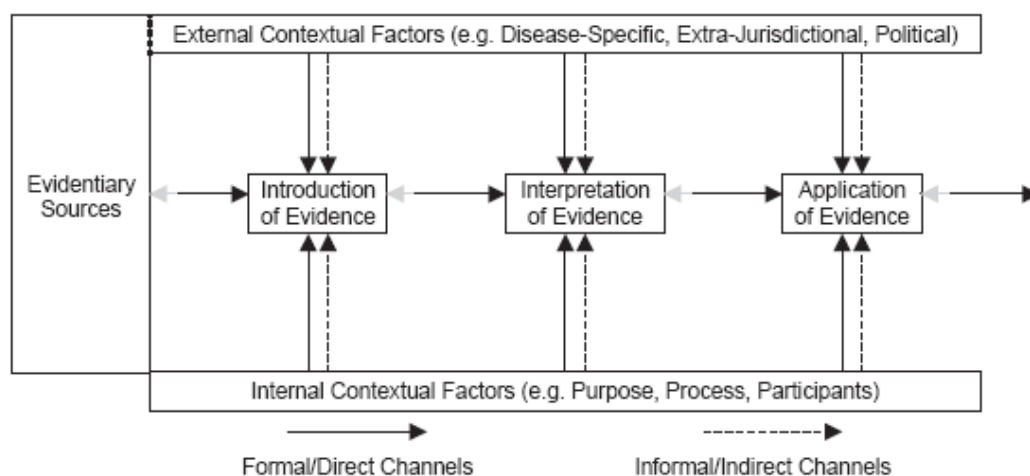 External Contextual Factors (e.g. Disease-Specific, Extra-Jurisdictional, Political)
Evidentiary
Sources
Introduction
of Evidence
Interpretation
of Evidence
Application
of Evidence
Internal Contextual Factors (e.g. Purpose, Process, Participants)
Formal/Direct Channels
Informal/Indirect Channels